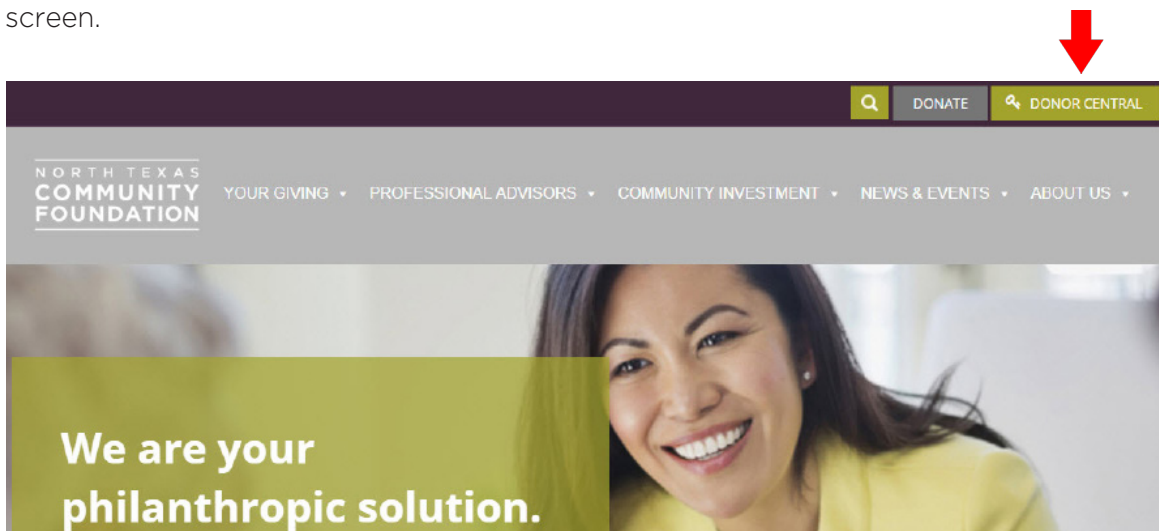 screen.
DONATE DONOR CENTRAL
NORTH TEXAS
COMMUNITY
FOUNDATION
YOUR GIVING PROFESSIONAL ADVISORS COMMUNITY INVESTMENT NEWS & EVENTS ABOUT US
We are your
philanthropic solution.